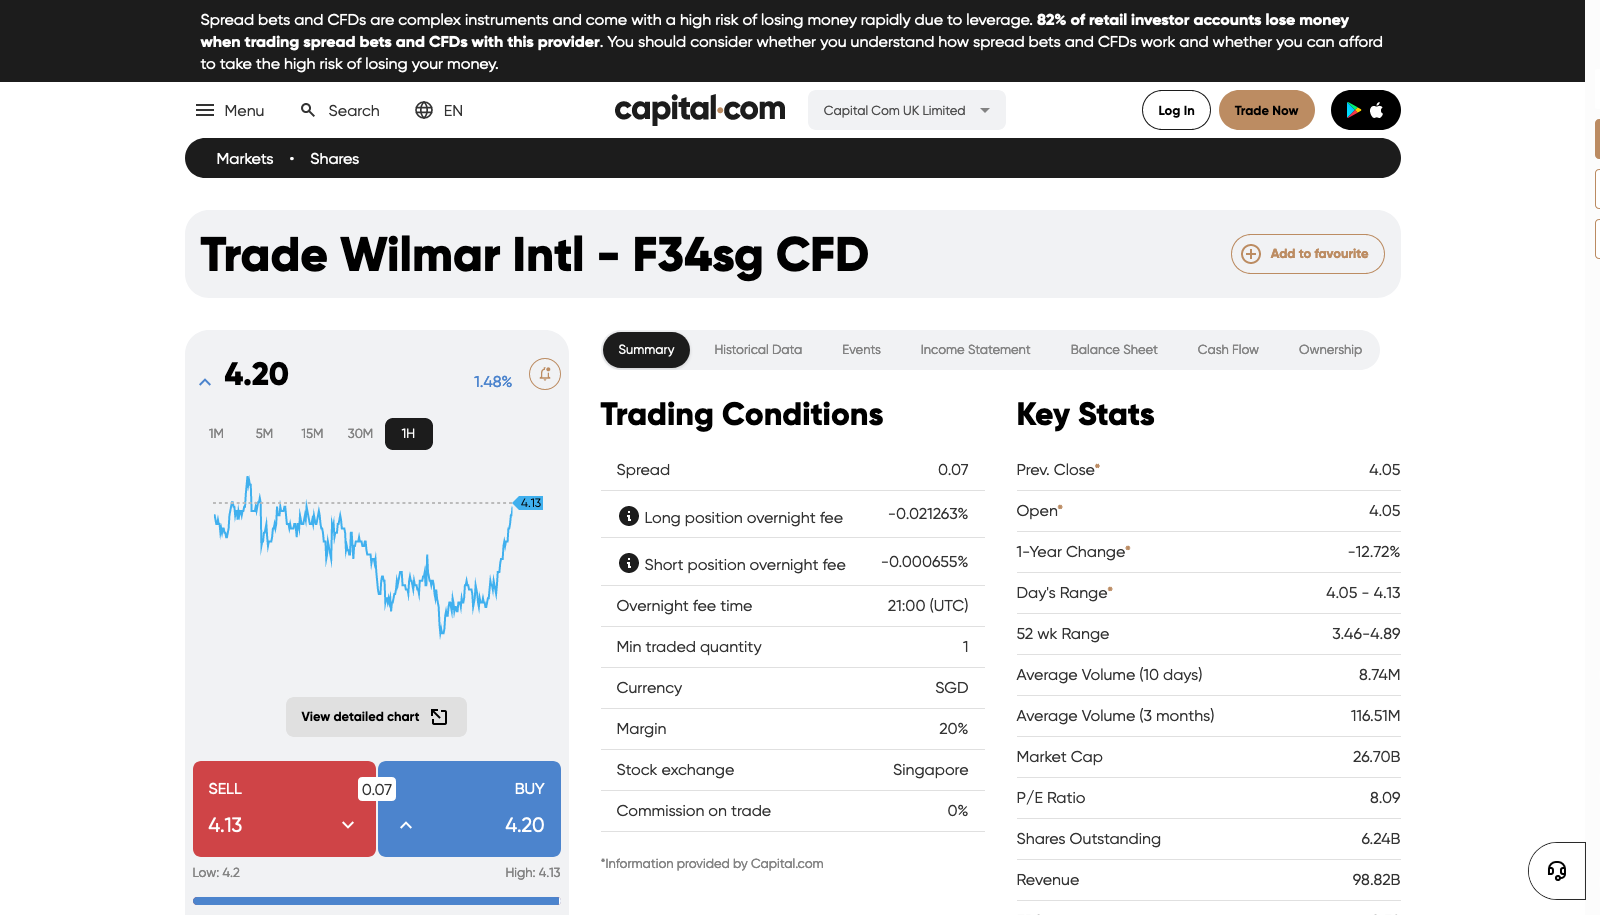 Spread bets and CFDs are complex instruments and come with a high risk of losing money rapidly due to leverage. 82% of retail investor accounts lose money
when trading spread bets and CFDs with this provider. You should consider whether you understand how spread bets and CFDs work and whether you can afford
to take the high risk of losing your money.
Menu
Search
EN
capital.com
Capital Com UK Limited
Log In
Trade Now
Markets • Shares
Trade Wilmar Intl - F34sg CFD
Add to favourite
4.20
1.48%
1M 5M 15M 30M 1H
4.13
View detailed chart
SELL
4.13
0.07
BUY
4.20
Low: 4.2
High: 4.13
Summary Historical Data Events Income Statement Balance Sheet Cash Flow Ownership
Trading Conditions
Spread 0.07
Long position overnight fee -0.021263%
Short position overnight fee -0.000655%
Overnight fee time 21:00 (UTC)
Min traded quantity 1
Currency SGD
Margin 20%
Stock exchange Singapore
Commission on trade 0%
*Information provided by Capital.com
Key Stats
Prev. Close* 4.05
Open* 4.05
1-Year Change* -12.72%
Day's Range* 4.05 - 4.13
52 wk Range 3.46-4.89
Average Volume (10 days) 8.74M
Average Volume (3 months) 116.51M
Market Cap 26.70B
P/E Ratio 8.09
Shares Outstanding 6.24B
Revenue 98.82B